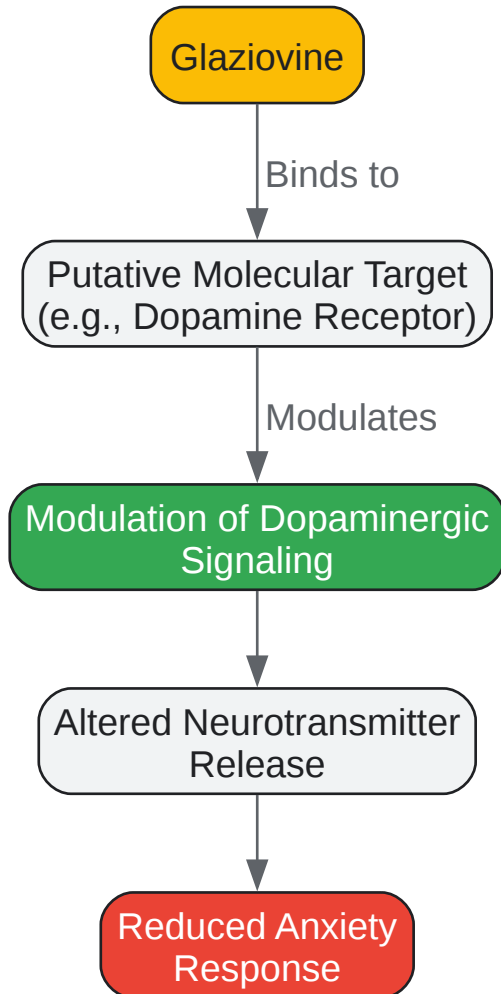 Glaziovine
Binds to
Putative Molecular Target
(e.g., Dopamine Receptor)
Modulates
Modulation of Dopaminergic
Signaling
Altered Neurotransmitter
Release
Reduced Anxiety
Response